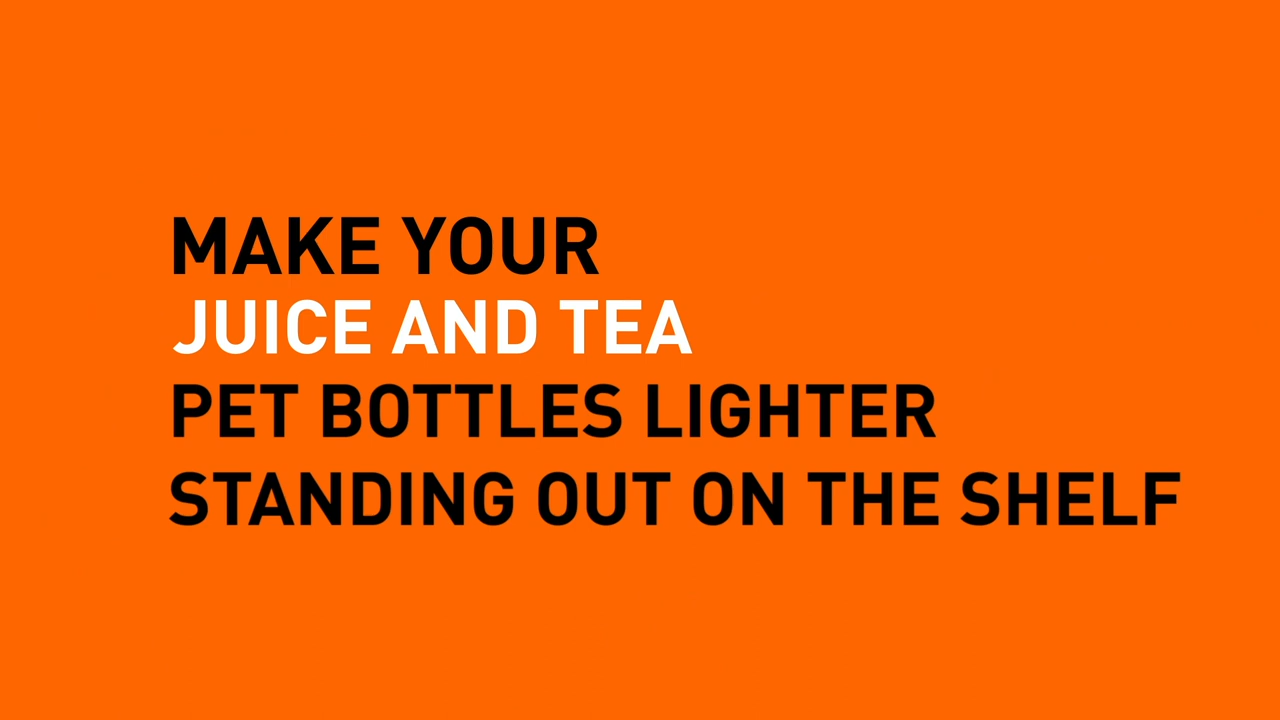 MAKE YOUR
JUICE AND TEA
PET BOTTLES LIGHTER
STANDING OUT ON THE SHELF